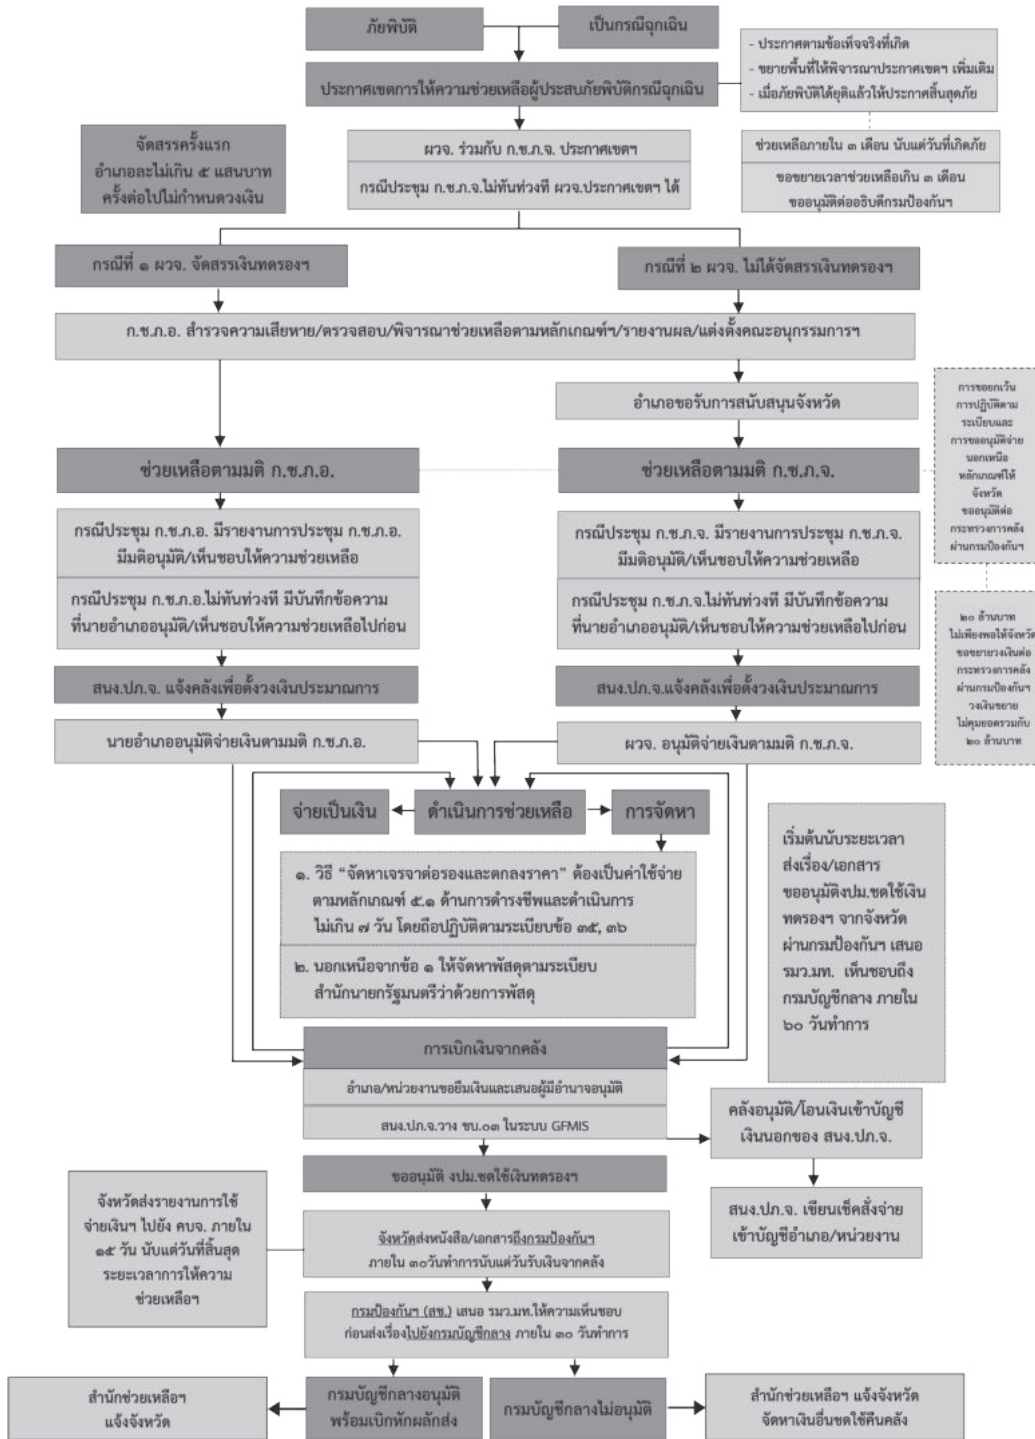 ภัยพิบัติ
เป็นกรณีฉุกเฉิน
ประกาศเขตการให้ความช่วยเหลือผู้ประสบภัยพิบัติกรณีฉุกเฉิน
- ประกาศตามข้อเท็จจริงที่เกิด
- ขยายพื้นที่ให้พิจารณาประกาศเขตฯ เพิ่มเติม
- เมื่อภัยพิบัติได้ยุติแล้วให้ประกาศสิ้นสุดภัย
จัดสรรครั้งแรก
อำเภอละไม่เกิน ๕ แสนบาท
ครั้งต่อไปไม่กำหนดวงเงิน
ผวจ. ร่วมกับ ก.ช.ภ.จ. ประกาศเขตฯ
กรณีประชุม ก.ช.ภ.จ.ไม่ทันท่วงที ผวจ.ประกาศเขตฯ ได้
ช่วยเหลือภายใน ๓ เดือน นับแต่วันที่เกิดภัย
ขอขยายเวลาช่วยเหลือเกิน ๓ เดือน
ขออนุมัติต่ออธิบดีกรมป้องกันฯ
กรณีที่ ๑ ผวจ. จัดสรรเงินทดรองฯ
กรณีที่ ๒ ผวจ. ไม่ได้จัดสรรเงินทดรองฯ
ก.ช.ภ.อ. สำรวจความเสียหาย/ตรวจสอบ/พิจารณาช่วยเหลือตามหลักเกณฑ์ฯ/รายงานผล/แต่งตั้งคณะอนุกรรมการฯ
อำเภอขอรับการสนับสนุนจังหวัด
ช่วยเหลือตามมติ ก.ช.ภ.อ.
ช่วยเหลือตามมติ ก.ช.ภ.จ.
การขอยกเว้น
การปฏิบัติตาม
ระเบียบและ
การขออนุมัติจ่าย
นอกเหนือ
หลักเกณฑ์ให้
จังหวัด
ขออนุมัติต่อ
กระทรวงการคลัง
ผ่านกรมป้องกันฯ
กรณีประชุม ก.ช.ภ.อ. มีรายงานการประชุม ก.ช.ภ.อ.
มีมติอนุมัติ/เห็นชอบให้ความช่วยเหลือ
กรณีประชุม ก.ช.ภ.อ.ไม่ทันท่วงที มีบันทึกข้อความ
ที่นายอำเภออนุมัติ/เห็นชอบให้ความช่วยเหลือไปก่อน
กรณีประชุม ก.ช.ภ.จ. มีรายงานการประชุม ก.ช.ภ.จ.
มีมติอนุมัติ/เห็นชอบให้ความช่วยเหลือ
กรณีประชุม ก.ช.ภ.จ.ไม่ทันท่วงที มีบันทึกข้อความ
ที่นายอำเภออนุมัติ/เห็นชอบให้ความช่วยเหลือไปก่อน
๒๐ ล้านบาท
ไม่เพียงพอให้จังหวัด
ขอขยายวงเงินต่อ
กระทรวงการคลัง
ผ่านกรมป้องกันฯ
วงเงินขยาย
ไม่คุมยอดรวมกับ
๒๐ ล้านบาท
สนง.ปภ.จ. แจ้งคลังเพื่อตั้งวงเงินประมาณการ
สนง.ปภ.จ.แจ้งคลังเพื่อตั้งวงเงินประมาณการ
นายอำเภออนุมัติจ่ายเงินตามมติ ก.ช.ภ.อ.
ผวจ. อนุมัติจ่ายเงินตามมติ ก.ช.ภ.จ.
จ่ายเป็นเงิน
ดำเนินการช่วยเหลือ
การจัดหา
๑. วิธี “จัดหาเจรจาต่อรองและตกลงราคา” ต้องเป็นค่าใช้จ่าย
ตามหลักเกณฑ์ ๕.๑ ด้านการดำรงชีพและดำเนินการ
ไม่เกิน ๗ วัน โดยถือปฏิบัติตามระเบียบข้อ ๓๕, ๓๖
๒. นอกเหนือจากข้อ ๑ ให้จัดหาพัสดุตามระเบียบ
สำนักนายกรัฐมนตรีว่าด้วยการพัสดุ
เริ่มต้นนับระยะเวลา
ส่งเรื่อง/เอกสาร
ขออนุมัติงปม.ชดใช้เงิน
ทดรองฯ จากจังหวัด
ผ่านกรมป้องกันฯ เสนอ
รมว.มท. เห็นชอบถึง
กรมบัญชีกลาง ภายใน
๖๐ วันทำการ
การเบิกเงินจากคลัง
อำเภอ/หน่วยงานขอยืมเงินและเสนอผู้มีอำนาจอนุมัติ
สนง.ปภ.จ.วาง ขบ.๐๓ ในระบบ GFMIS
คลังอนุมัติ/โอนเงินเข้าบัญชี
เงินนอกของ สนง.ปภ.จ.
ขออนุมัติ งปม.ชดใช้เงินทดรองฯ
สนง.ปภ.จ. เขียนเช็คสั่งจ่าย
เข้าบัญชีอำเภอ/หน่วยงาน
จังหวัดส่งรายงานการใช้
จ่ายเงินฯ ไปยัง คบจ. ภายใน
๑๕ วัน นับแต่วันที่สิ้นสุด
ระยะเวลาการให้ความ
ช่วยเหลือฯ
จังหวัดส่งหนังสือ/เอกสารถึงกรมป้องกันฯ
ภายใน ๓๐วันทำการนับแต่วันรับเงินจากคลัง
กรมป้องกันฯ (สช.) เสนอ รมว.มท.ให้ความเห็นชอบ
ก่อนส่งเรื่องไปยังกรมบัญชีกลาง ภายใน ๓๐ วันทำการ
สำนักช่วยเหลือฯ
แจ้งจังหวัด
กรมบัญชีกลางอนุมัติ
พร้อมเบิกหักผลักส่ง
กรมบัญชีกลางไม่อนุมัติ
สำนักช่วยเหลือฯ แจ้งจังหวัด
จัดหาเงินอื่นชดใช้คืนคลัง